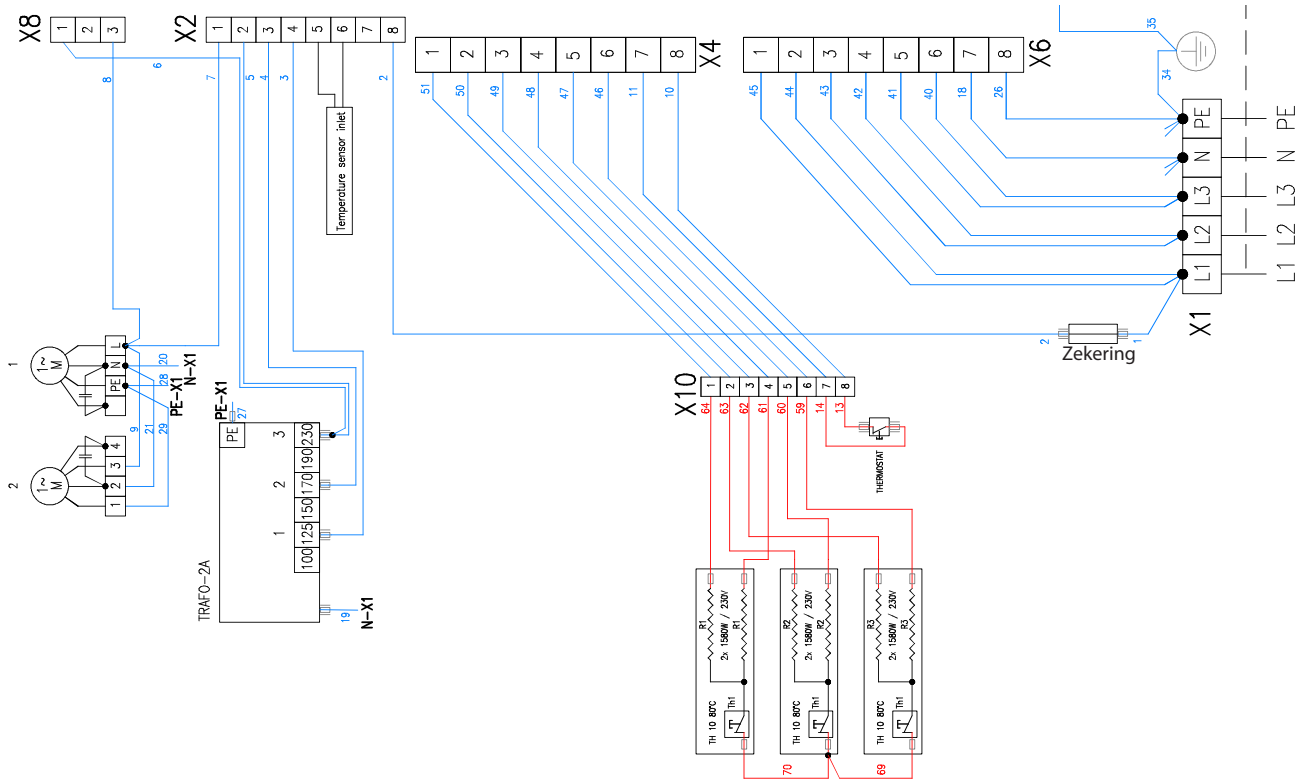 X8
1
2
3
X2
1
2
3
4
5
6
7
8
X4
1
2
3
4
5
6
7
8
X6
1
2
3
4
5
6
7
8
35
34
8
6
7
5
4
3
2
51
50
49
48
47
46
11
10
45
44
43
42
41
40
18
26
Temperature sensor inlet
PE
N
L3
L2
L1
PE
N
L3
L2
L1
X1
2
1
Zekering
1
1~
M
L
N
PE
20
28
N-X1
PE-X1
9
21
29
2
1~
M
4
3
2
1
PE-X1
27
PE
3
2
1
230
190
170
150
125
100
TRAFO-2A
19
N-X1
X10
1
2
3
4
5
6
7
8
64
63
62
61
60
59
14
13
THERMOSTAT
R1
R1
2x 1580W / 230V
TH 10 80°C
Th1
R2
R2
2x 1580W / 230V
TH 10 80°C
Th1
R3
R3
2x 1580W / 230V
TH 10 80°C
Th1
70
69